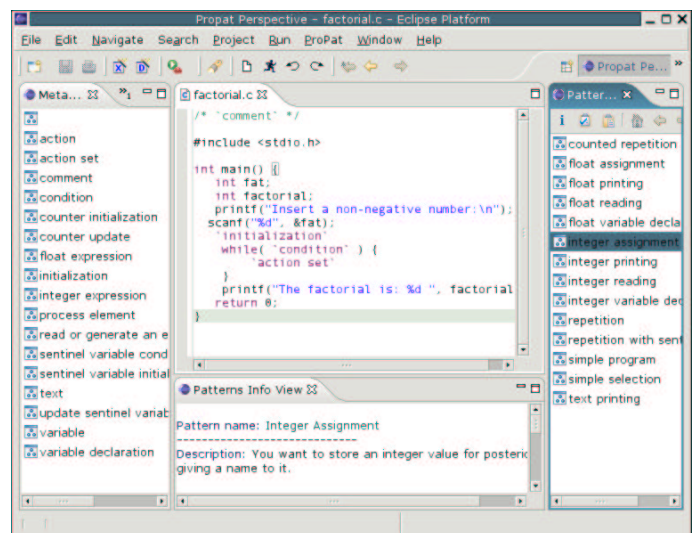 Propat Perspective - factorial.c - Eclipse Platform
File Edit Navigate Search Project Run ProPat Window Help
Propat Pe... »
Meta... »1
action
action set
comment
condition
counter initialization
counter update
float expression
initialization
integer expression
process element
read or generate an e
sentinel variable cond
sentinel variable initial
text
update sentinel variab
variable
variable declaration
factorial.c
/* `comment` */
#include <stdio.h>
int main() {
int fat;
int factorial;
printf("Insert a non-negative number:\n");
scanf("%d", &fat);
`initialization`
while( `condition` ) {
`action set`
}
printf("The factorial is: %d ", factorial
return 0;
}
Patterns Info View
Pattern name: Integer Assignment
-----------------------------
Description: You want to store an integer value for posteric
giving a name to it.
Patter...
counted repetition
float assignment
float printing
float reading
float variable decla
integer assignment
integer printing
integer reading
integer variable dec
repetition
repetition with sent
simple program
simple selection
text printing